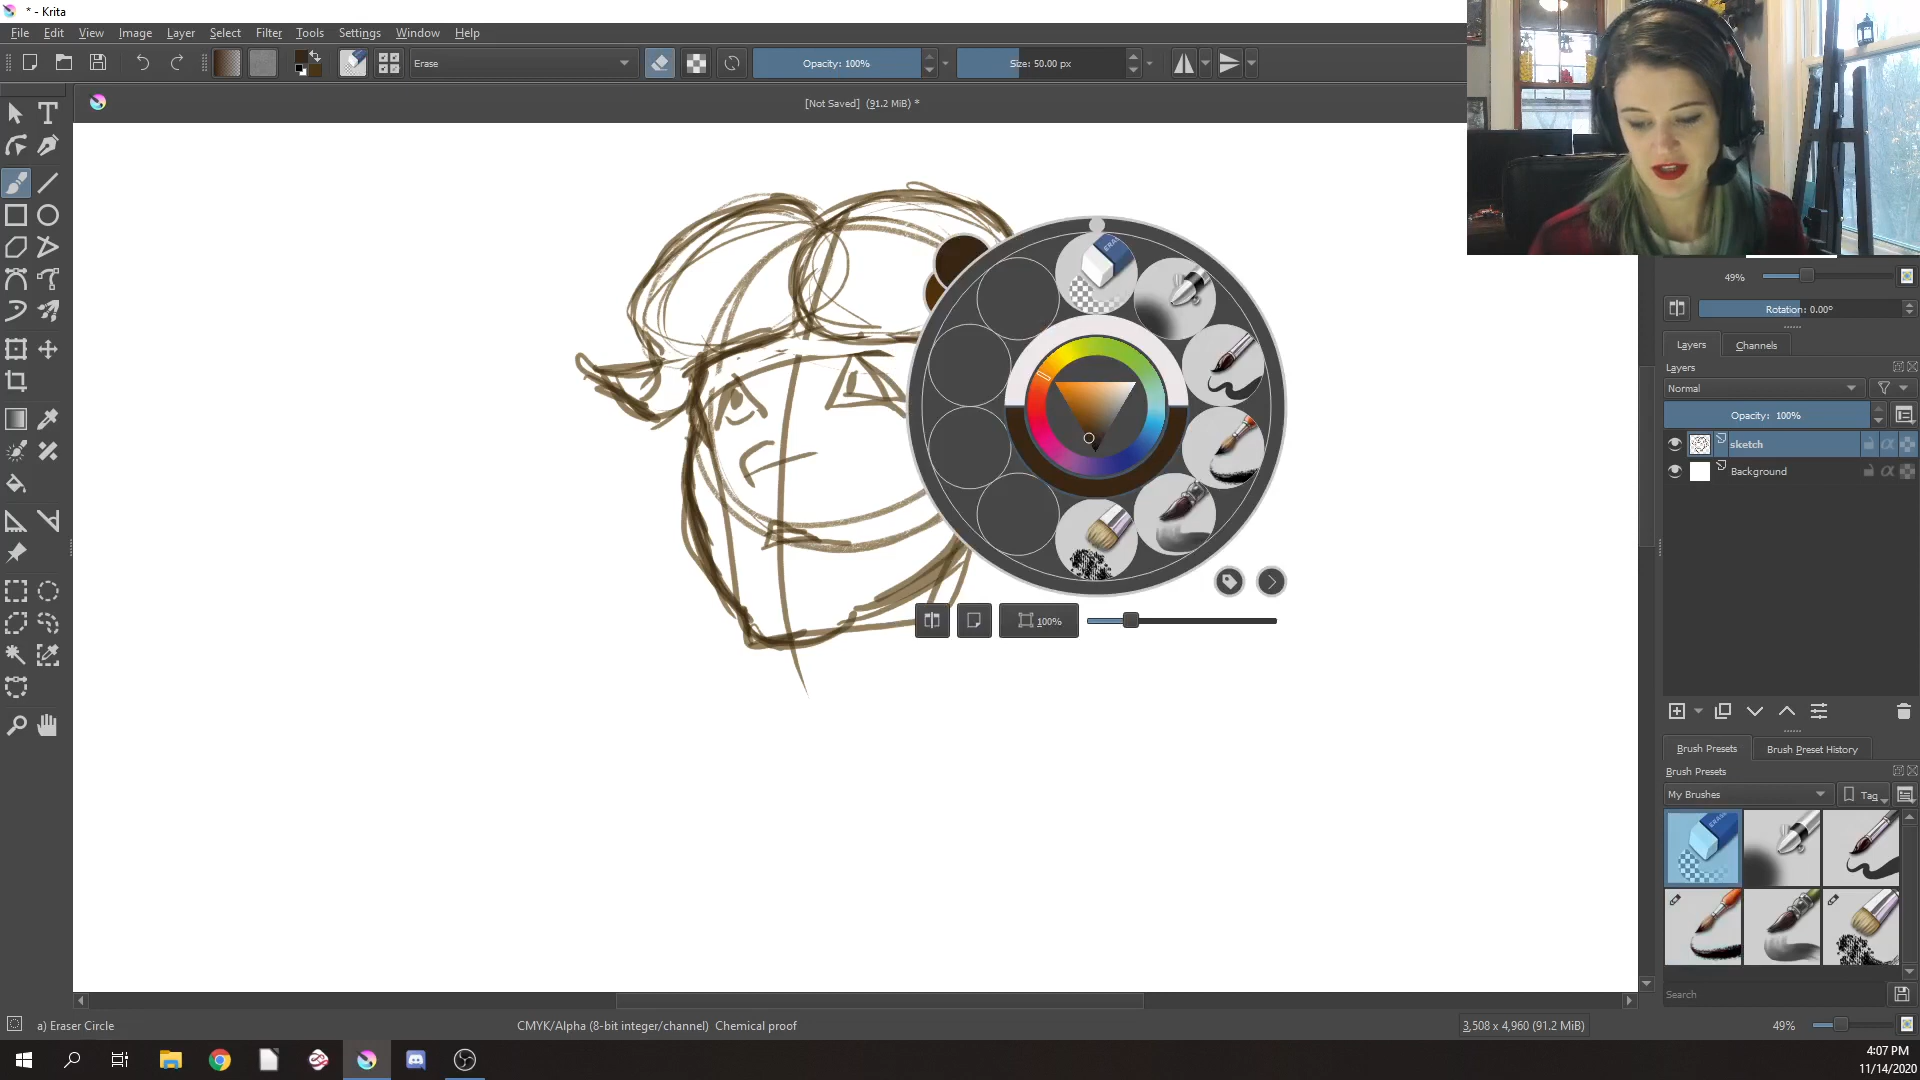 * - Krita
File Edit View Image Layer Select Filter Tools Settings Window Help
Erase Opacity: 100% Size: 50.00 px
[Not Saved] (91.2 MiB) *
ERAS
49%
Rotation: 0.00°
Layers Channels
Layers
Normal
Opacity: 100%
sketch
Background
100%
Brush Presets Brush Preset History
Brush Presets
My Brushes Tag
ERASE
Search
a) Eraser Circle CMYK/Alpha (8-bit integer/channel) Chemical proof 3,508 x 4,960 (91.2 MiB) 49%
4:07 PM
11/14/2020